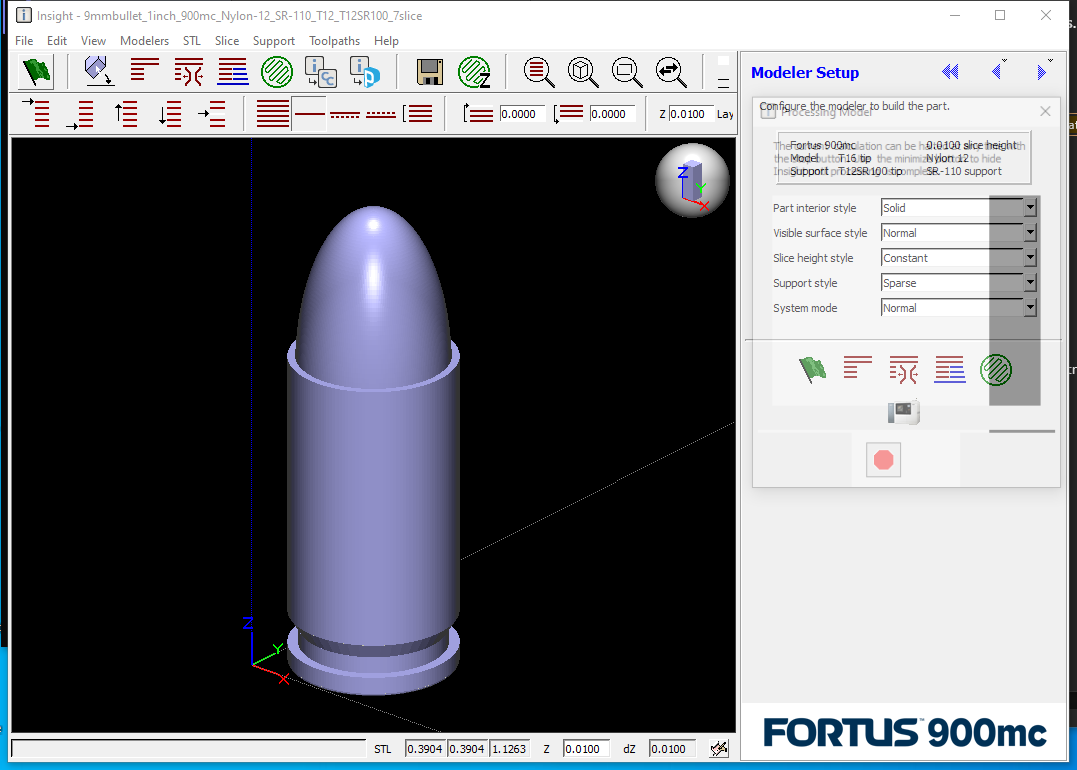 Insight - 9mmbullet_1inch_900mc_Nylon-12_SR-110_T12_T12SR100_7slice
File Edit View Modelers STL Slice Support Toolpaths Help
Modeler Setup
0.0000 0.0000 Z 0.0100 Lay
Configure the modeler to build the part.
Processing Model
Fortus 900mc 0.0100 slice height
Model T16 tip Nylon 12
Support T12SR100 tip SR-110 support
Part interior style Solid
Visible surface style Normal
Slice height style Constant
Support style Sparse
System mode Normal
Z
Y
X
Z
Y
X
STL 0.3904 0.3904 1.1263 Z 0.0100 dZ 0.0100
FORTUS 900mc